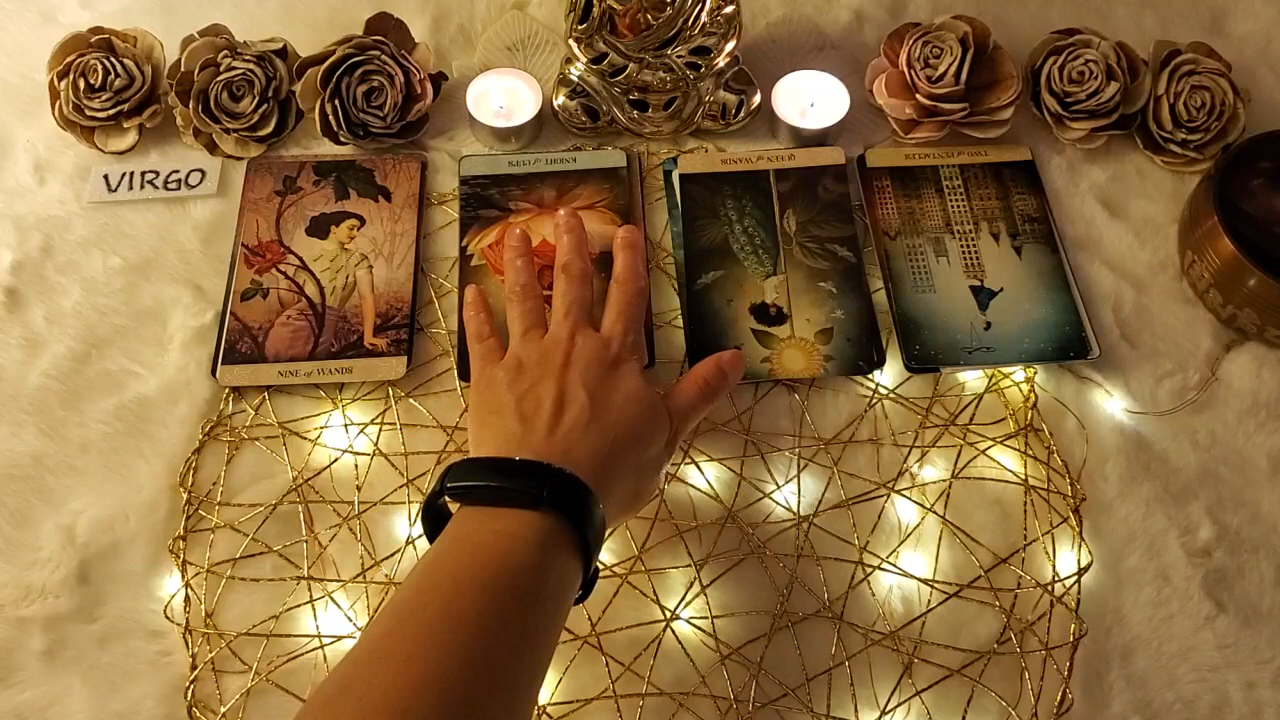 VIRGO
NINE of WANDS
KNIGHT of CUPS
QUEEN of WANDS
TWO of PENTACLES